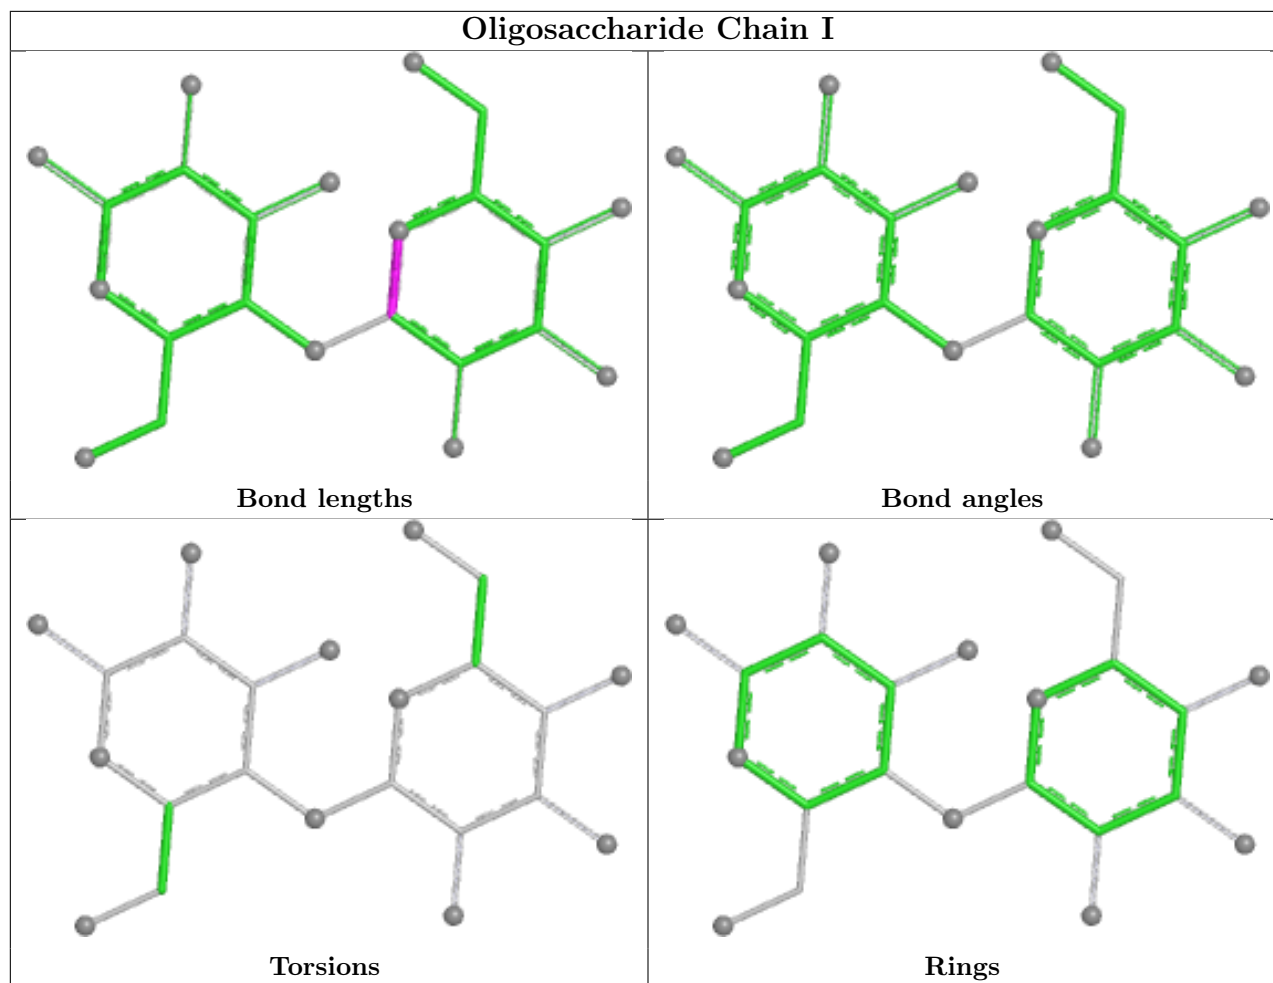 Oligosaccharide Chain I
Bond lengths
Bond angles
Torsions
Rings